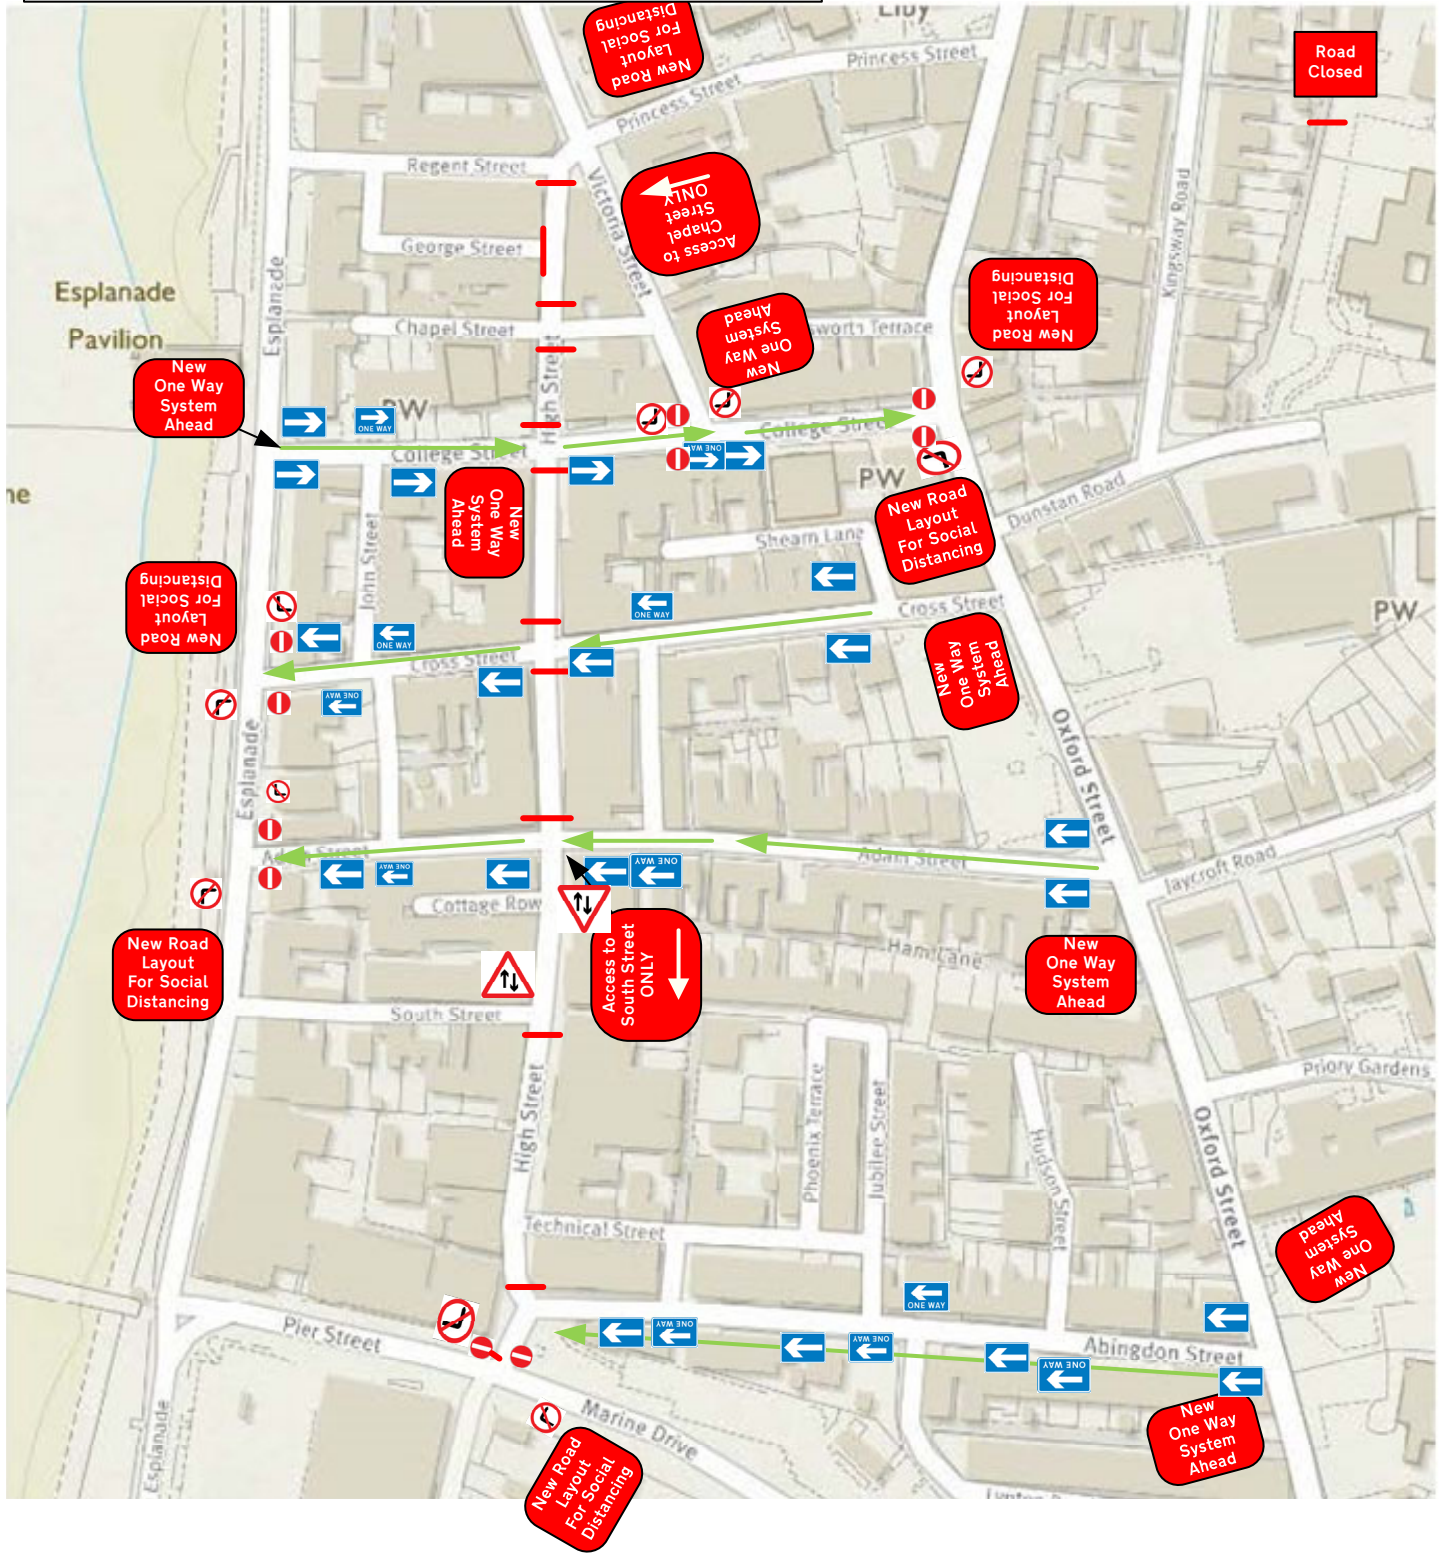 Princess Street
Princess Street
New Road
Layout
For Social
Distancing
Road
Closed
Regent Street
Victoria Street
Access to
Chapel
Street
ONLY
George Street
Kingsway Road
Esplanade
Pavilion
Esplanade
New Road
Layout
For Social
Distancing
Chapel Street
sworth Terrace
New
One Way
System
Ahead
High Street
New
One Way
System
Ahead
PW
ONE WAY
College Street
College Street
ONE WAY
PW
New
One Way
System
Ahead
New Road
Layout
For Social
Distancing
Dunstan Road
ne
John Street
Shearn Lane
New Road
Layout
For Social
Distancing
ONE WAY
Cross Street
PW
ONE WAY
Cross Street
New
One Way
System
Ahead
ONE WAY
Esplanade
Oxford Street
Adam Street
Adam Street
ONE WAY
ONE WAY
Jaycroft Road
Cottage Row
Access to
South Street
ONLY
Ham Lane
New
One Way
System
Ahead
New Road
Layout
For Social
Distancing
South Street
Priory Gardens
High Street
Phoenix Terrace
Jubilee Street
Hudson Street
Oxford Street
Technical Street
New
One Way
System
Ahead
ONE WAY
Pier Street
ONE WAY
ONE WAY
ONE WAY
Abingdon Street
Esplanade
Marine Drive
New
One Way
System
Ahead
New Road
Layout
For Social
Distancing